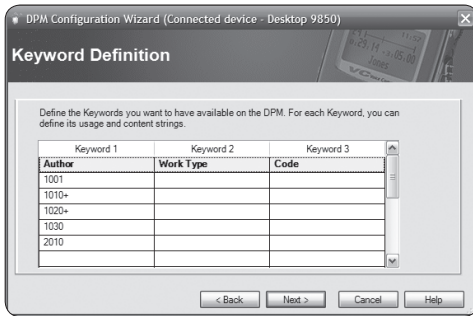 DPM Configuration Wizard (Connected device - Desktop 9850)
Keyword Definition
Jones
Define the Keywords you want to have available on the DPM. For each Keyword, you can
define its usage and content strings.
Keyword 1 Keyword 2 Keyword 3
Author Work Type Code
1001
1010+
1020+
1030
2010
< Back Next > Cancel Help